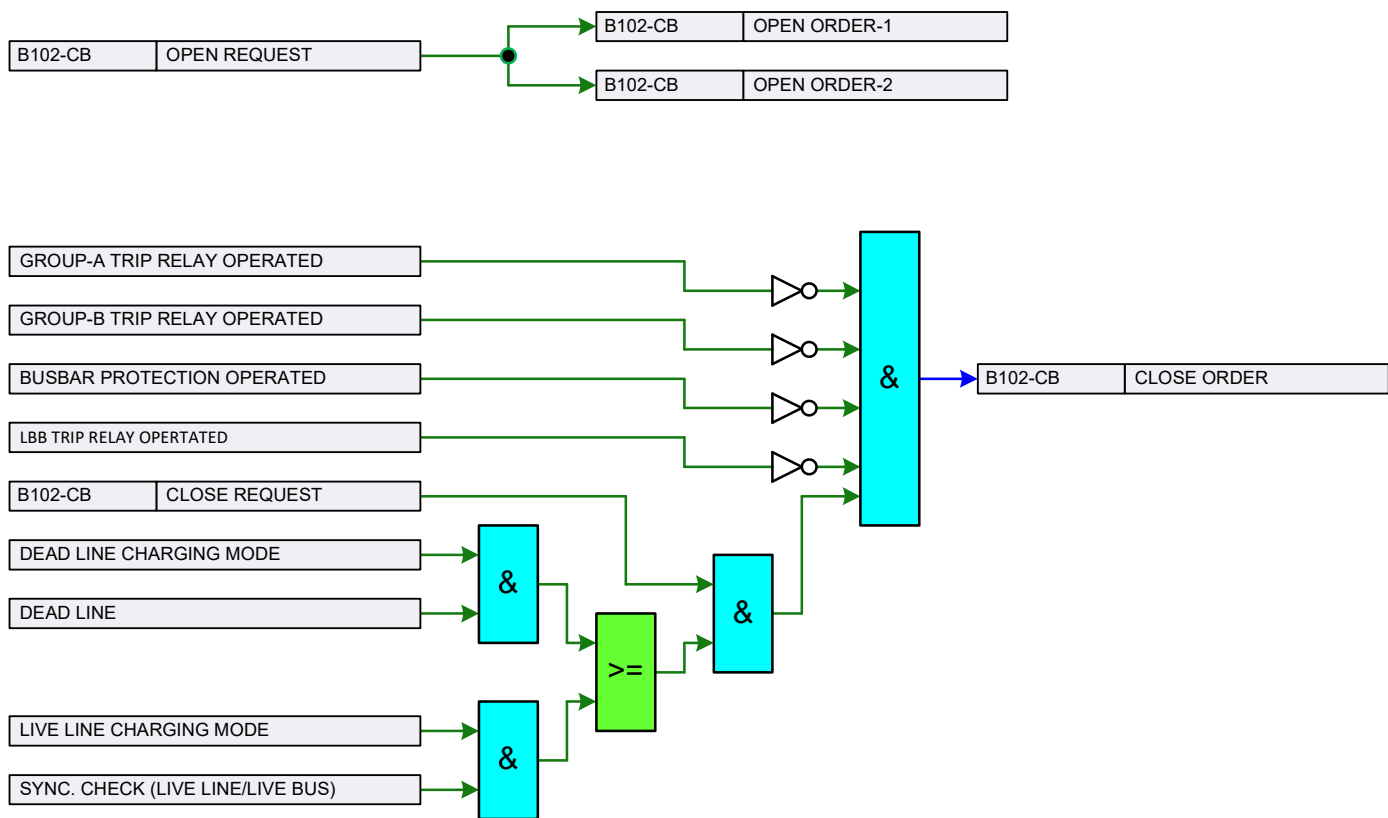 B102-CB OPEN REQUEST
B102-CB OPEN ORDER-1
B102-CB OPEN ORDER-2
GROUP-A TRIP RELAY OPERATED
GROUP-B TRIP RELAY OPERATED
BUSBAR PROTECTION OPERATED
LBB TRIP RELAY OPERTATED
B102-CB CLOSE REQUEST
DEAD LINE CHARGING MODE
DEAD LINE
LIVE LINE CHARGING MODE
SYNC. CHECK (LIVE LINE/LIVE BUS)
&
&
>=
&
&
B102-CB CLOSE ORDER